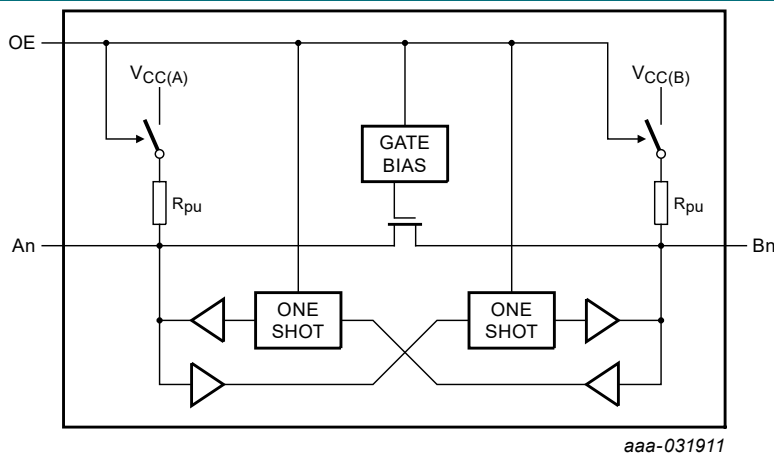 OE
VCC(A)
VCC(B)
GATE
BIAS
Rpu
Rpu
An
Bn
ONE
SHOT
ONE
SHOT
aaa-031911